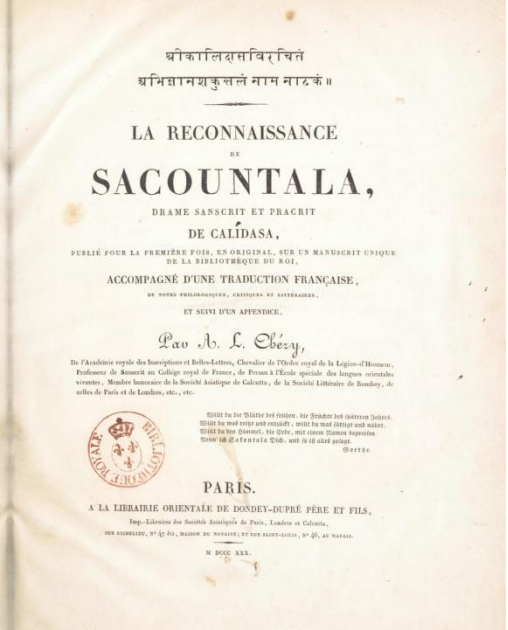 श्रीकालिदासविरचितं
अभिज्ञानशकुन्तलं नाम नाटकं॥
LA RECONNAISSANCE
DE
SACOUNTALA,
DRAME SANSCRIT ET PRACRIT
DE CALIDASA,
PUBLIÉ POUR LA PREMIÈRE FOIS, EN ORIGINAL, SUR UN MANUSCRIT UNIQUE
DE LA BIBLIOTHÈQUE DU ROI,
ACCOMPAGNÉ D'UNE TRADUCTION FRANÇAISE,
DE NOTES PHILOLOGIQUES, CRITIQUES ET LITTÉRAIRES,
ET SUIVI D'UN APPENDICE,
Par A. L. Chézy,
De l'Académie royale des Inscriptions et Belles-Lettres, Chevalier de l'Ordre royal de la Légion-d'Honneur,
Professeur de Sanscrit au Collége royal de France, de Persan à l'École spéciale des langues orientales
vivantes, Membre honoraire de la Société Asiatique de Calcutta, de la Société Littéraire de Bombay, de
celles de Paris et de Londres, etc., etc.
Willst du die Blüthe des frühen, die Früchte des späteren Jahres,
Willst du was reizt und entzückt, willst du was sättigt und nährt,
Willst du den Himmel, die Erde, mit einem Namen begreifen:
Nenn' ich Sakontala Dich, und so ist alles gesagt.
Goethe.
BIBLIOTHEQUE ROYALE
PARIS.
A LA LIBRAIRIE ORIENTALE DE DONDEY-DUPRÉ PÈRE ET FILS,
Imp.-Libraires des Sociétés Asiatiques de Paris, Londres et Calcutta,
RUE RICHELIEU, Nº 47 bis, MAISON DU NOTAIRE; ET RUE SAINT-LOUIS, Nº 46, AU MARAIS.
M DCCC XXX.